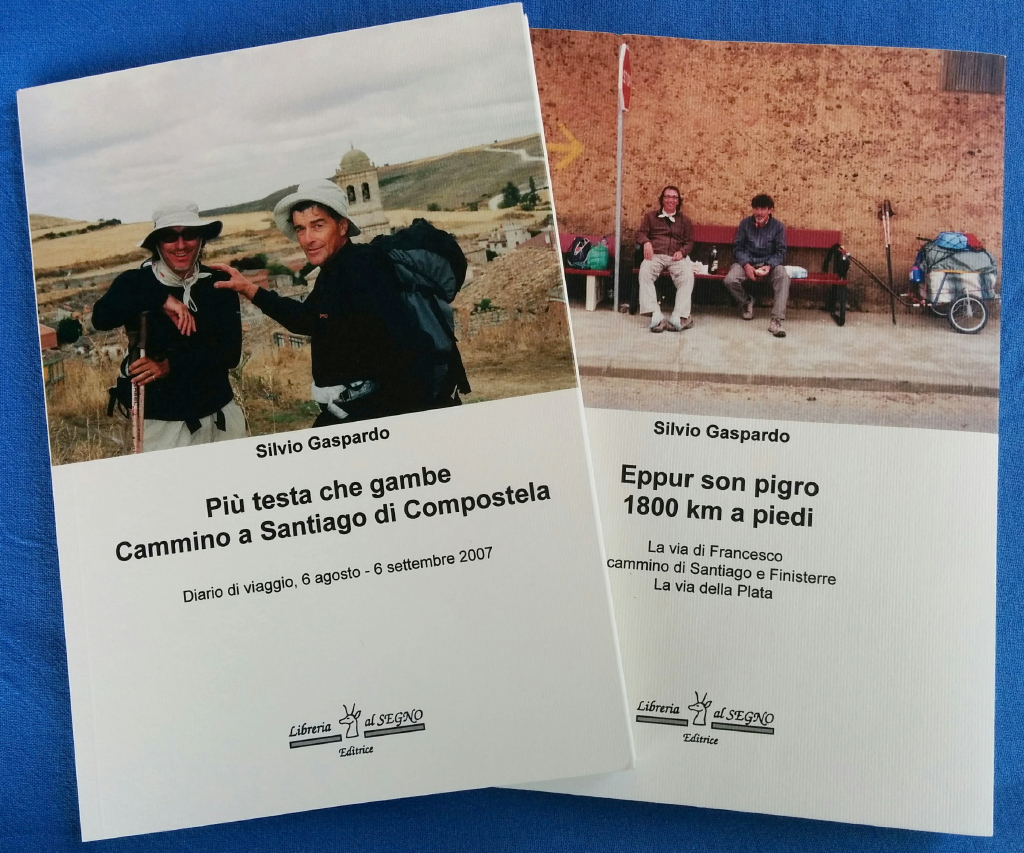 Silvio Gaspardo
Più testa che gambe
Cammino a Santiago di Compostela
Diario di viaggio, 6 agosto - 6 settembre 2007
Libreria al SEGNO
Editrice
Silvio Gaspardo
Eppur son pigro
1800 km a piedi
La via di Francesco
cammino di Santiago e Finisterre
La via della Plata
Libreria al SEGNO
Editrice